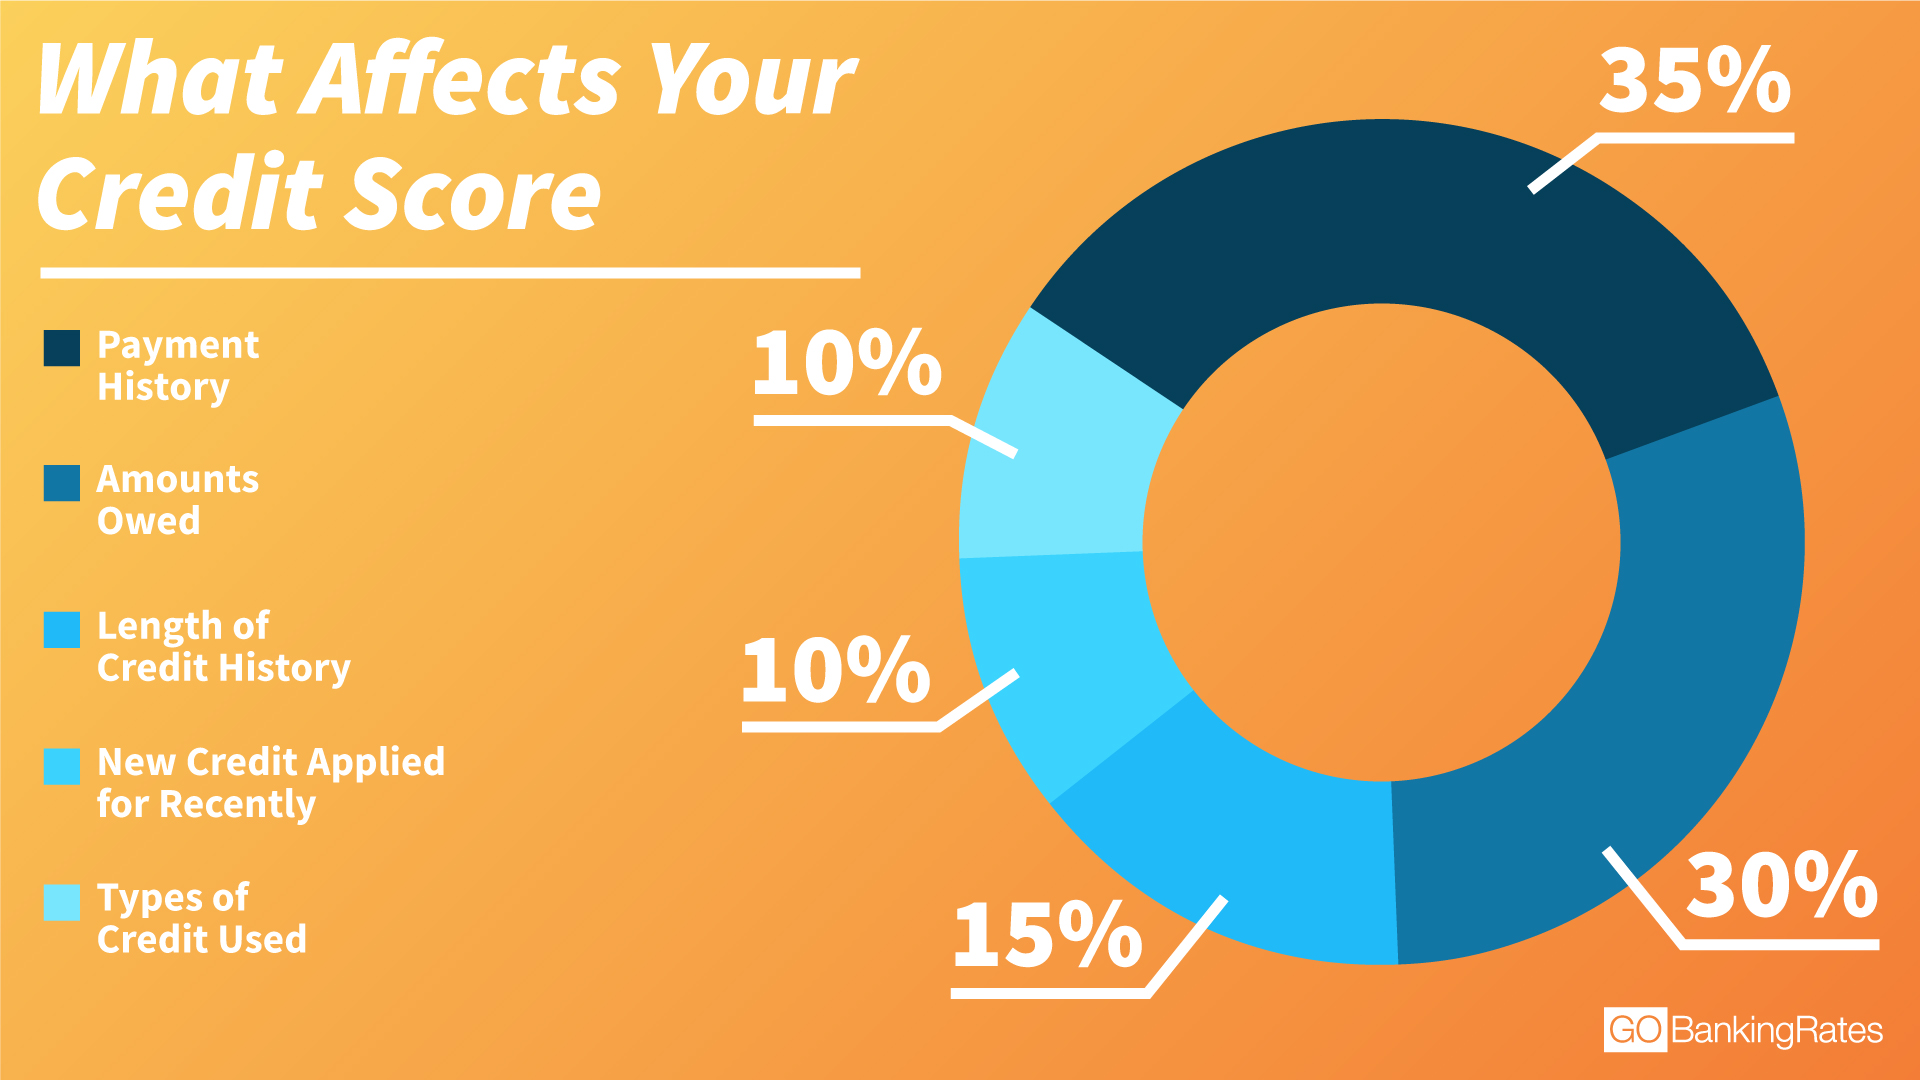 What Affects Your
Credit Score
Payment
History
Amounts
Owed
Length of
Credit History
New Credit Applied
for Recently
Types of
Credit Used
35%
10%
10%
15%
30%
GOBankingRates